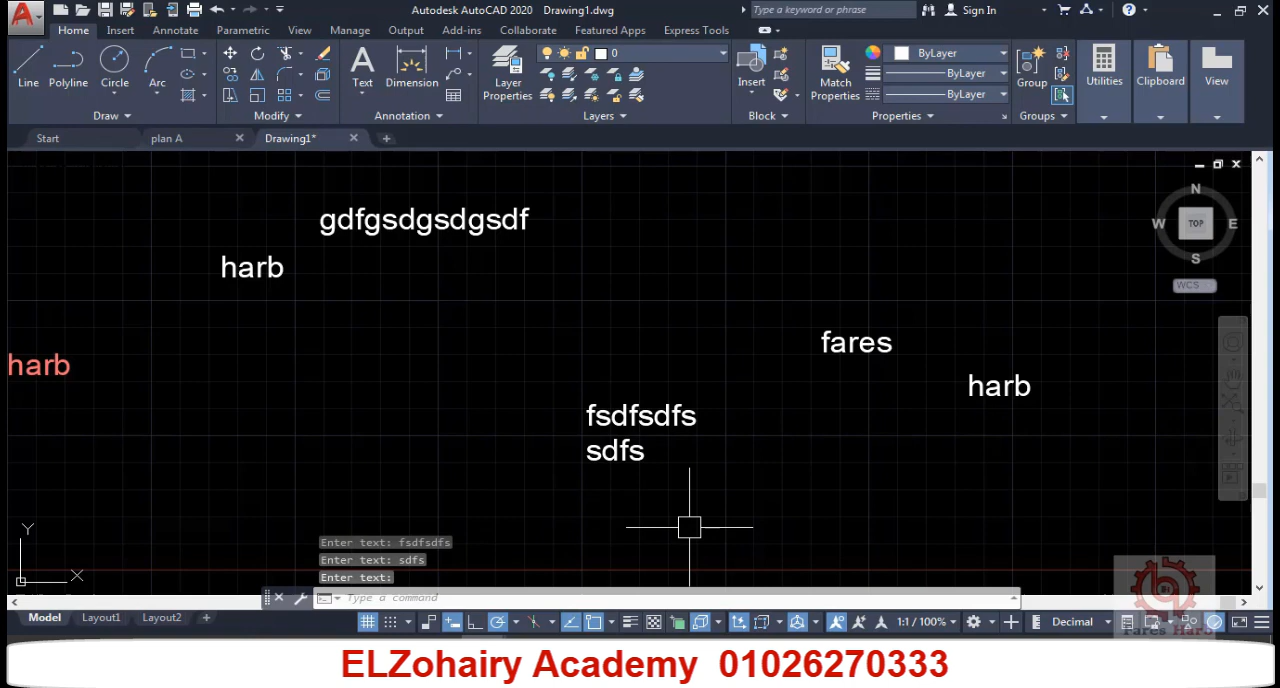 Autodesk AutoCAD 2020 Drawing1.dwg
Type a keyword or phrase
Sign In
Home Insert Annotate Parametric View Manage Output Add-ins Collaborate Featured Apps Express Tools
Line Polyline Circle Arc
Text Dimension
Layer Properties
0
Insert
Match Properties
ByLayer
ByLayer
ByLayer
Group
Utilities
Clipboard
View
Draw Modify Annotation Layers Block Properties Groups
Start plan A Drawing1*
gdfgsdgsdgsdf
harb
harb
fares
harb
fsdfsdfs
sdfs
N
W TOP E
S
WCS
Y
X
Enter text: fsdfsdfs
Enter text: sdfs
Enter text:
Type a command
Fares Harb
Model Layout1 Layout2
1:1 / 100% Decimal
ELZohairy Academy 01026270333